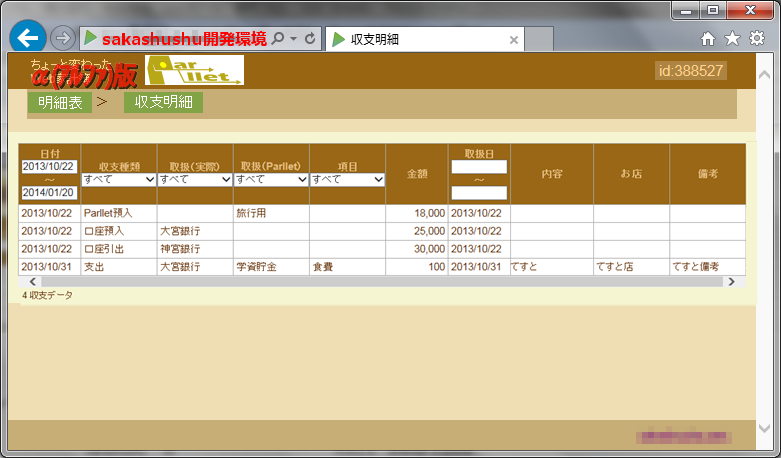 sakashushu開発環境
収支明細
ちょーと変わった
α(アルファ)版
Parllet
id:388527
明細表 > 収支明細
日付 収支種類 取扱(実際) 取扱(Parllet) 項目 金額 取扱日 内容 お店 備考
2013/10/22 ～ 2014/01/20 すべて すべて すべて すべて ～
2013/10/22 Parllet預入 旅行用 18,000 2013/10/22
2013/10/22 口座預入 大宮銀行 25,000 2013/10/22
2013/10/22 口座引出 神宮銀行 30,000 2013/10/22
2013/10/31 支出 大宮銀行 学資貯金 食費 100 2013/10/31 てすと てすと店 てすと備考
4 収支データ